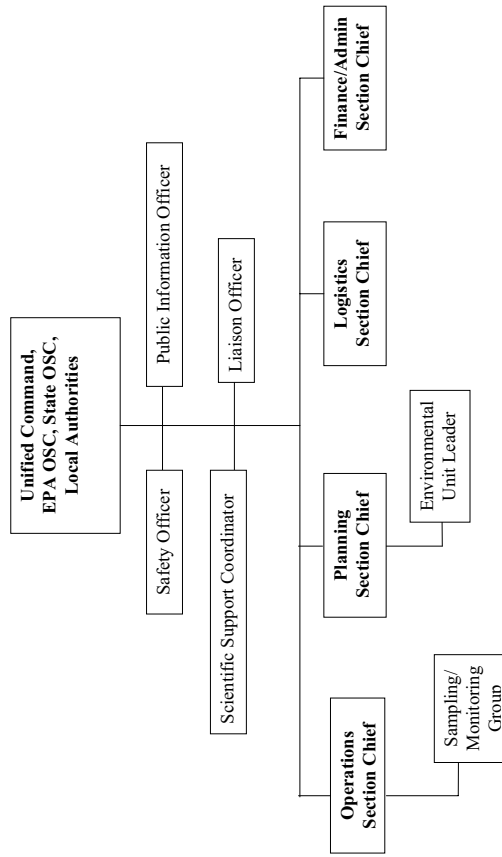 Unified Command,
EPA OSC, State OSC,
Local Authorities
Safety Officer
Public Information Officer
Scientific Support Coordinator
Liaison Officer
Operations
Section Chief
Planning
Section Chief
Logistics
Section Chief
Finance/Admin
Section Chief
Sampling/
Monitoring
Group
Environmental
Unit Leader